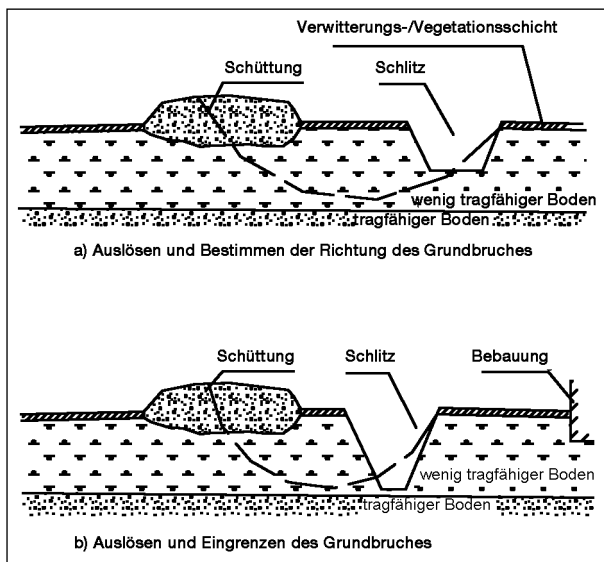 Verwitterungs-/Vegetationsschicht
Schüttung
Schlitz
wenig tragfähiger Boden
tragfähiger Boden
a) Auslösen und Bestimmen der Richtung des Grundbruches
Schüttung
Schlitz
Bebauung
wenig tragfähiger Boden
tragfähiger Boden
b) Auslösen und Eingrenzen des Grundbruches